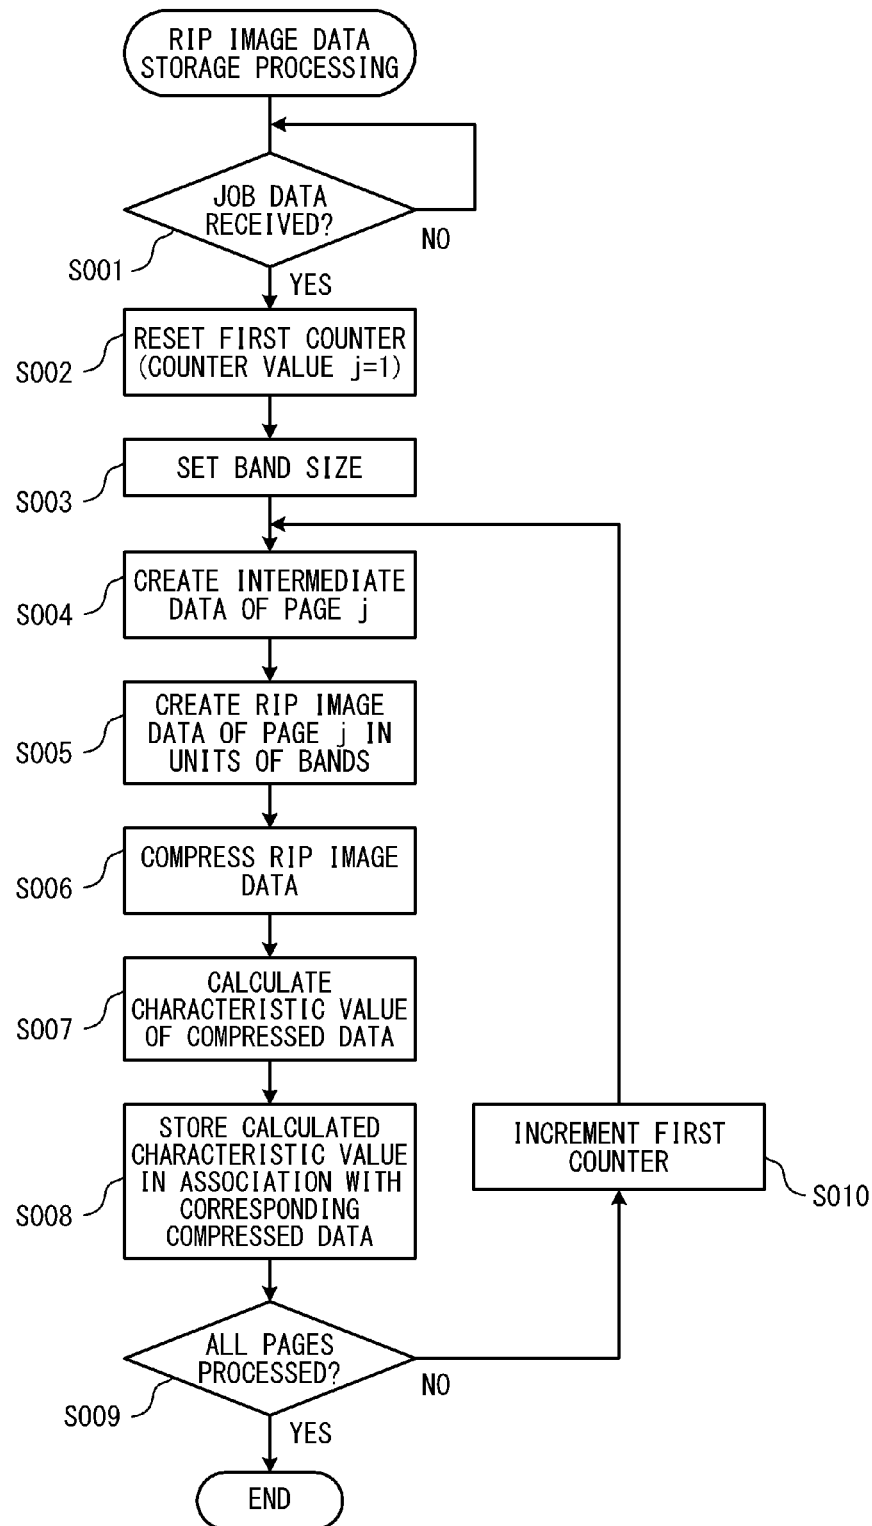 RIP IMAGE DATA
STORAGE PROCESSING
JOB DATA
RECEIVED?
NO
S001
YES
RESET FIRST COUNTER
(COUNTER VALUE j=1)
S002
SET BAND SIZE
S003
CREATE INTERMEDIATE
DATA OF PAGE j
S004
CREATE RIP IMAGE
DATA OF PAGE j IN
UNITS OF BANDS
S005
COMPRESS RIP IMAGE
DATA
S006
CALCULATE
CHARACTERISTIC VALUE
OF COMPRESSED DATA
S007
STORE CALCULATED
CHARACTERISTIC VALUE
IN ASSOCIATION WITH
CORRESPONDING
COMPRESSED DATA
S008
INCREMENT FIRST
COUNTER
S010
ALL PAGES
PROCESSED?
NO
S009
YES
END